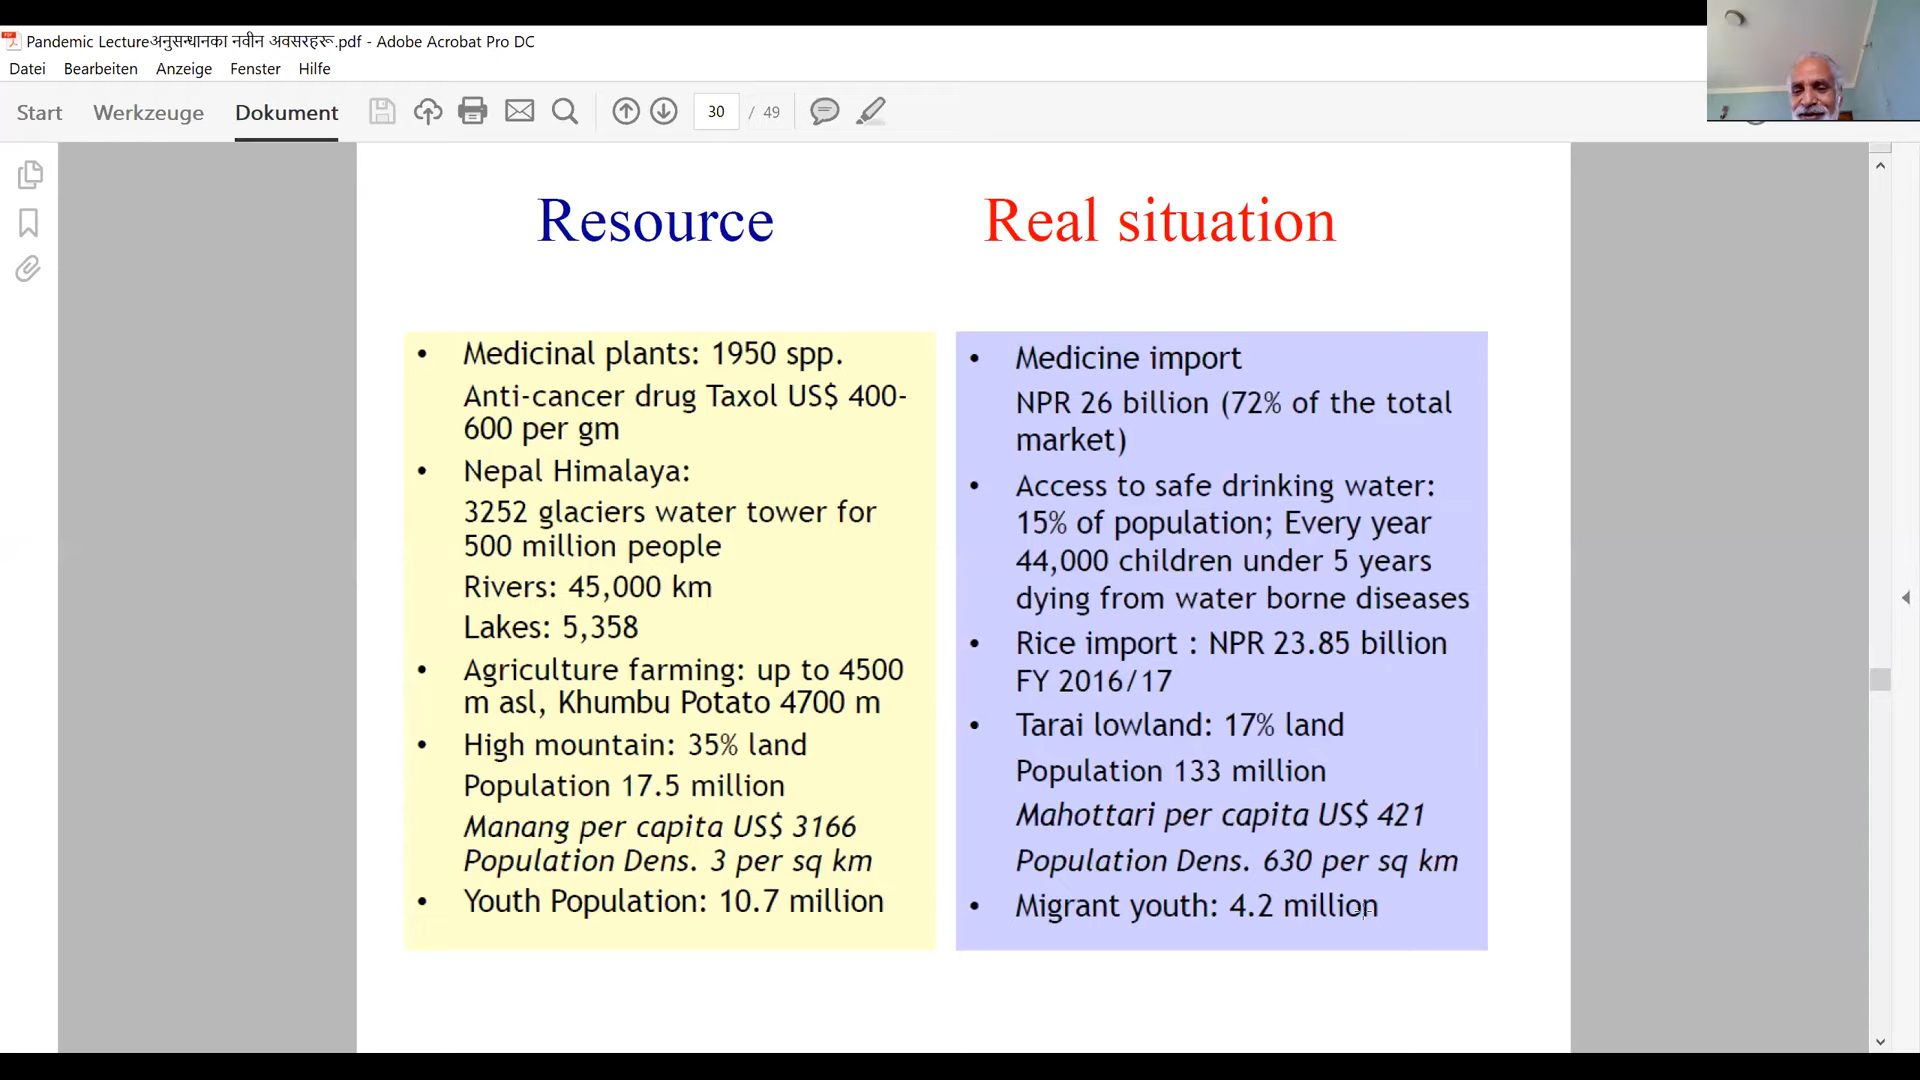 Pandemic Lectureअनुसन्धानका नवीन अवसरहरू.pdf - Adobe Acrobat Pro DC
Datei Bearbeiten Anzeige Fenster Hilfe
Start Werkzeuge Dokument 30 / 49
Resource
Real situation
• Medicinal plants: 1950 spp.
Anti-cancer drug Taxol US$ 400-
600 per gm
• Nepal Himalaya:
3252 glaciers water tower for
500 million people
Rivers: 45,000 km
Lakes: 5,358
• Agriculture farming: up to 4500
m asl, Khumbu Potato 4700 m
• High mountain: 35% land
Population 17.5 million
Manang per capita US$ 3166
Population Dens. 3 per sq km
• Youth Population: 10.7 million
• Medicine import
NPR 26 billion (72% of the total
market)
• Access to safe drinking water:
15% of population; Every year
44,000 children under 5 years
dying from water borne diseases
• Rice import : NPR 23.85 billion
FY 2016/17
• Tarai lowland: 17% land
Population 133 million
Mahottari per capita US$ 421
Population Dens. 630 per sq km
• Migrant youth: 4.2 million